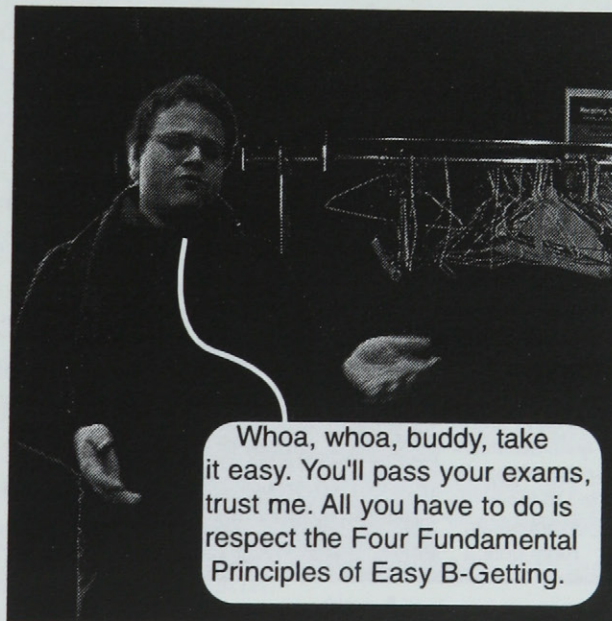 Recycling
Whoa, whoa, buddy, take
it easy. You'll pass your exams,
trust me. All you have to do is
respect the Four Fundamental
Principles of Easy B-Getting.